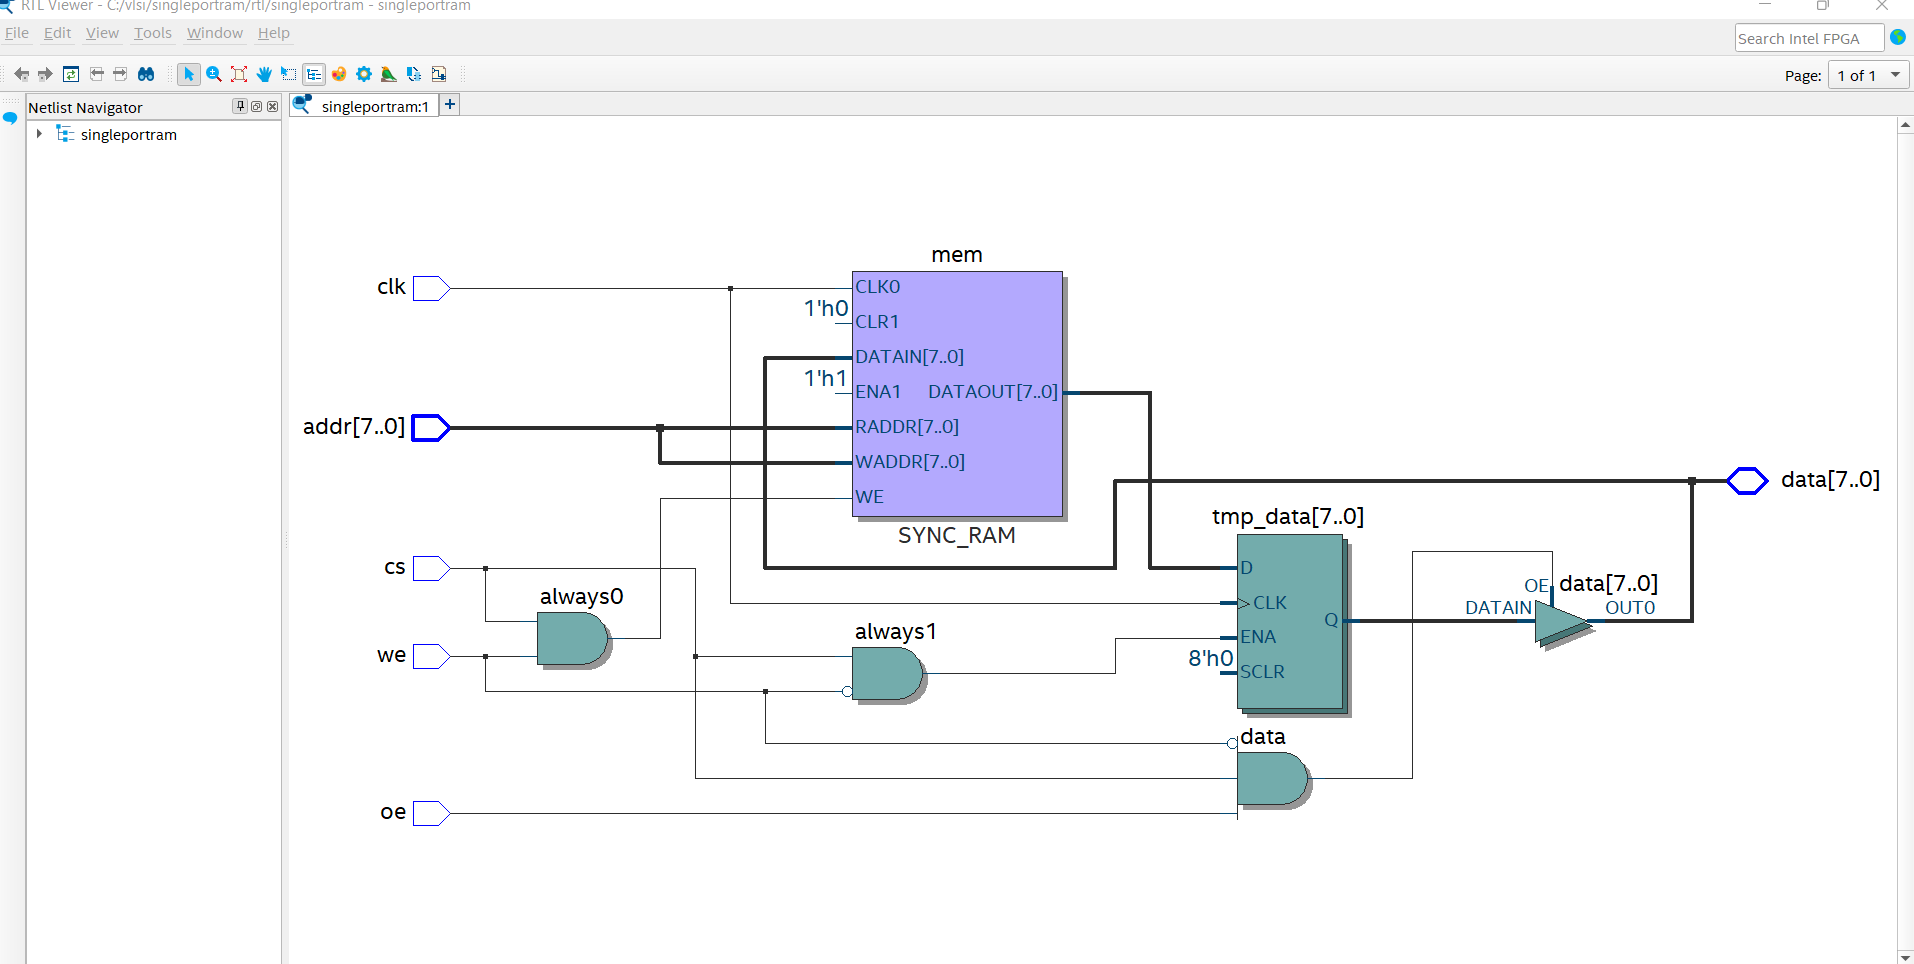 RTL Viewer - C:/vlsi/singleportram/rtl/singleportram - singleportram
File Edit View Tools Window Help
Search Intel FPGA
Page: 1 of 1
Netlist Navigator
singleportram:1
singleportram
mem
clk
CLK0
1'h0
CLR1
DATAIN[7..0]
1'h1
ENA1 DATAOUT[7..0]
addr[7..0]
RADDR[7..0]
WADDR[7..0]
data[7..0]
WE
SYNC_RAM
tmp_data[7..0]
cs
D
always0
OE data[7..0]
CLK
DATAIN OUT0
Q
always1
ENA
we
8'h0
SCLR
data
oe